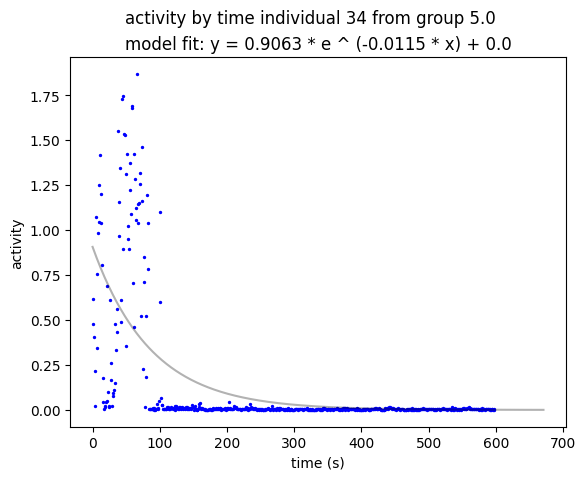 activity by time individual 34 from group 5.0
model fit: y = 0.9063 * e ^ (-0.0115 * x) + 0.0
1.75
1.50
1.25
1.00
0.75
0.50
0.25
0.00
activity
0 100 200 300 400 500 600 700
time (s)